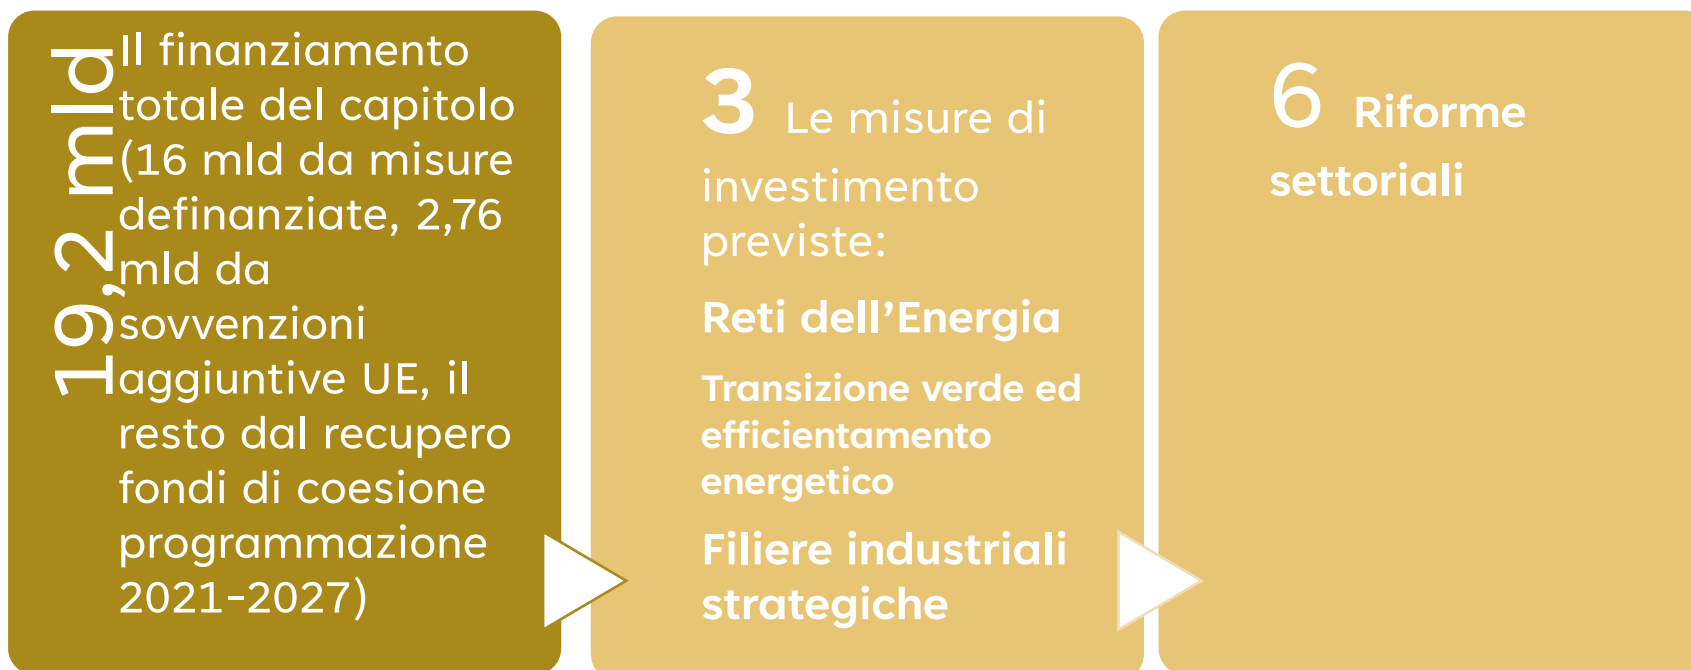 19,2 mld
Il finanziamento
totale del capitolo
(16 mld da misure
definanziate, 2,76
mld da
sovvenzioni
aggiuntive UE, il
resto dal recupero
fondi di coesione
programmazione
2021-2027)
3 Le misure di
investimento
previste:
Reti dell’Energia
Transizione verde ed
efficientamento
energetico
Filiere industriali
strategiche
6 Riforme
settoriali